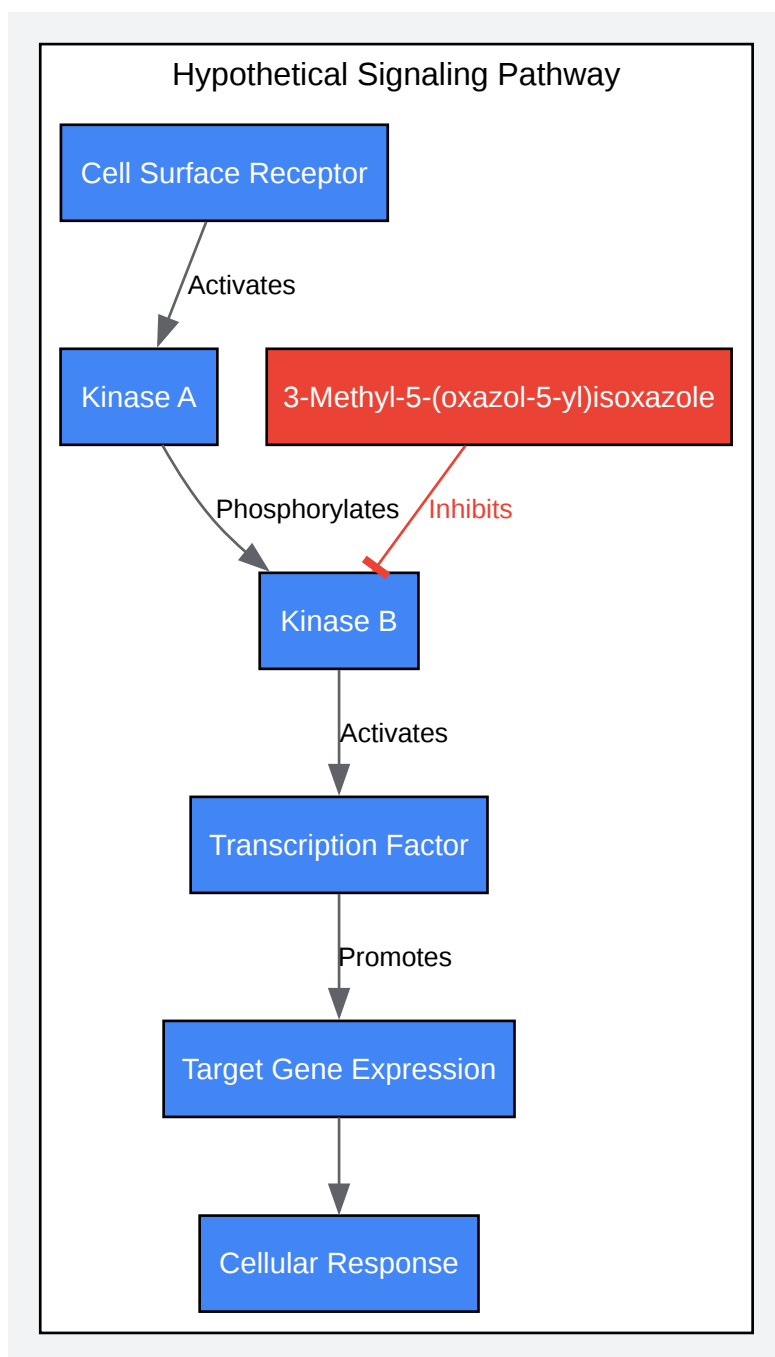 Hypothetical Signaling Pathway
Cell Surface Receptor
Activates
Kinase A
3-Methyl-5-(oxazol-5-yl)isoxazole
Phosphorylates
Inhibits
Kinase B
Activates
Transcription Factor
Promotes
Target Gene Expression
Cellular Response